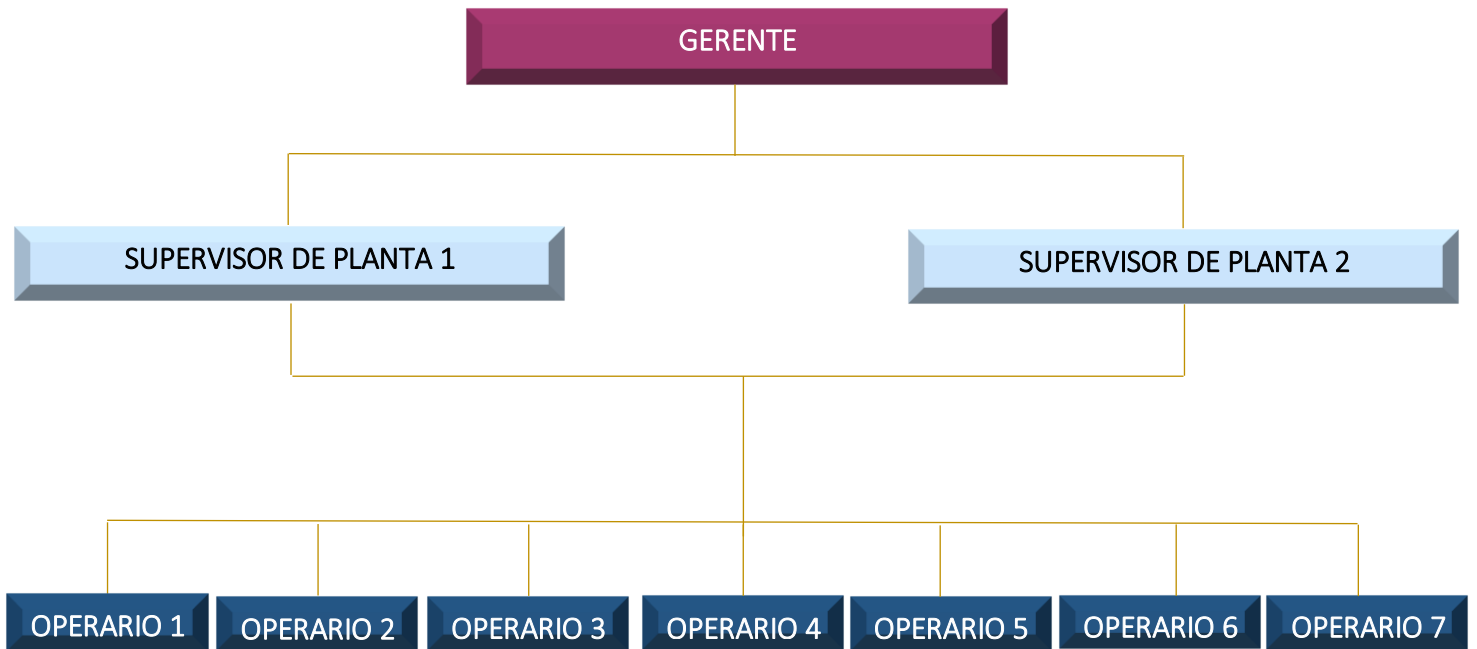 GERENTE
SUPERVISOR DE PLANTA 1
SUPERVISOR DE PLANTA 2
OPERARIO 1
OPERARIO 2
OPERARIO 3
OPERARIO 4
OPERARIO 5
OPERARIO 6
OPERARIO 7